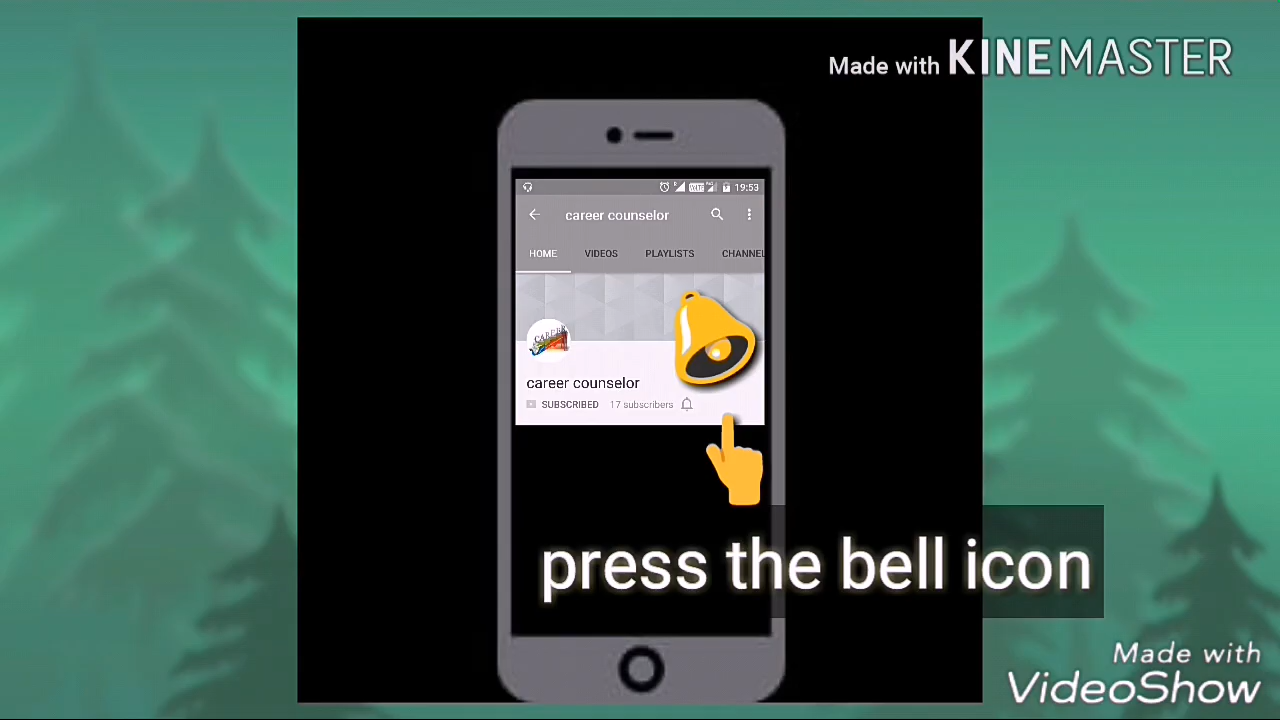 Made with KINEMASTER
19:53
career counselor
HOME VIDEOS PLAYLISTS CHANNEL
CAREER
career counselor
SUBSCRIBED 17 subscribers
press the bell icon
Made with
VideoShow